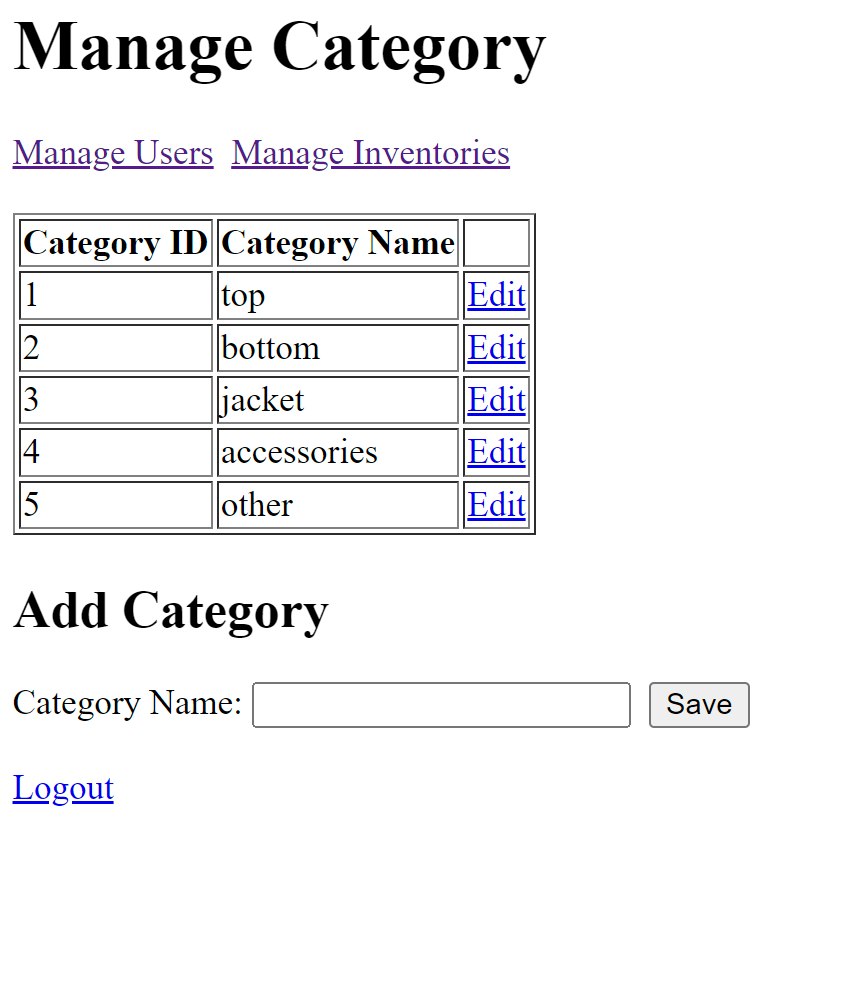 Manage Category
Manage Users Manage Inventories
Category ID Category Name
1 top Edit
2 bottom Edit
3 jacket Edit
4 accessories Edit
5 other Edit
Add Category
Category Name: Save
Logout